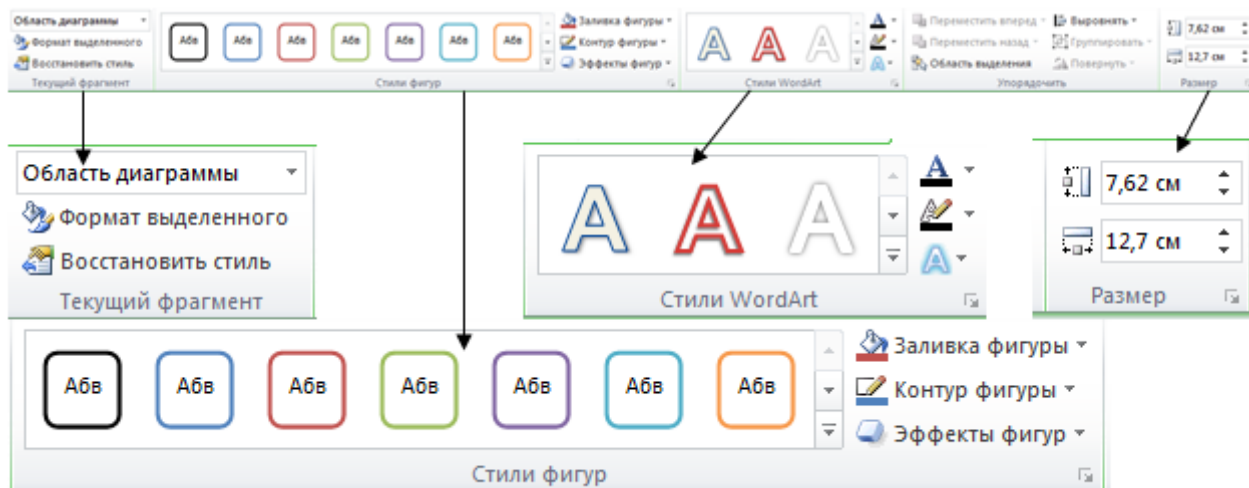 Область диаграммы
Формат выделенного
Восстановить стиль
Текущий фрагмент
Абв Абв Абв Абв Абв Абв Абв
Заливка фигуры
Контур фигуры
Эффекты фигур
Стили фигур
А А А
А
А
Стили WordArt
Переместить вперед
Переместить назад
Область выделения
Выровнять
Группировать
Повернуть
Упорядочить
7,62 см
12,7 см
Размер
Область диаграммы
Формат выделенного
Восстановить стиль
Текущий фрагмент
А А А
А
А
Стили WordArt
7,62 см
12,7 см
Размер
Абв Абв Абв Абв Абв Абв Абв
Заливка фигуры
Контур фигуры
Эффекты фигур
Стили фигур